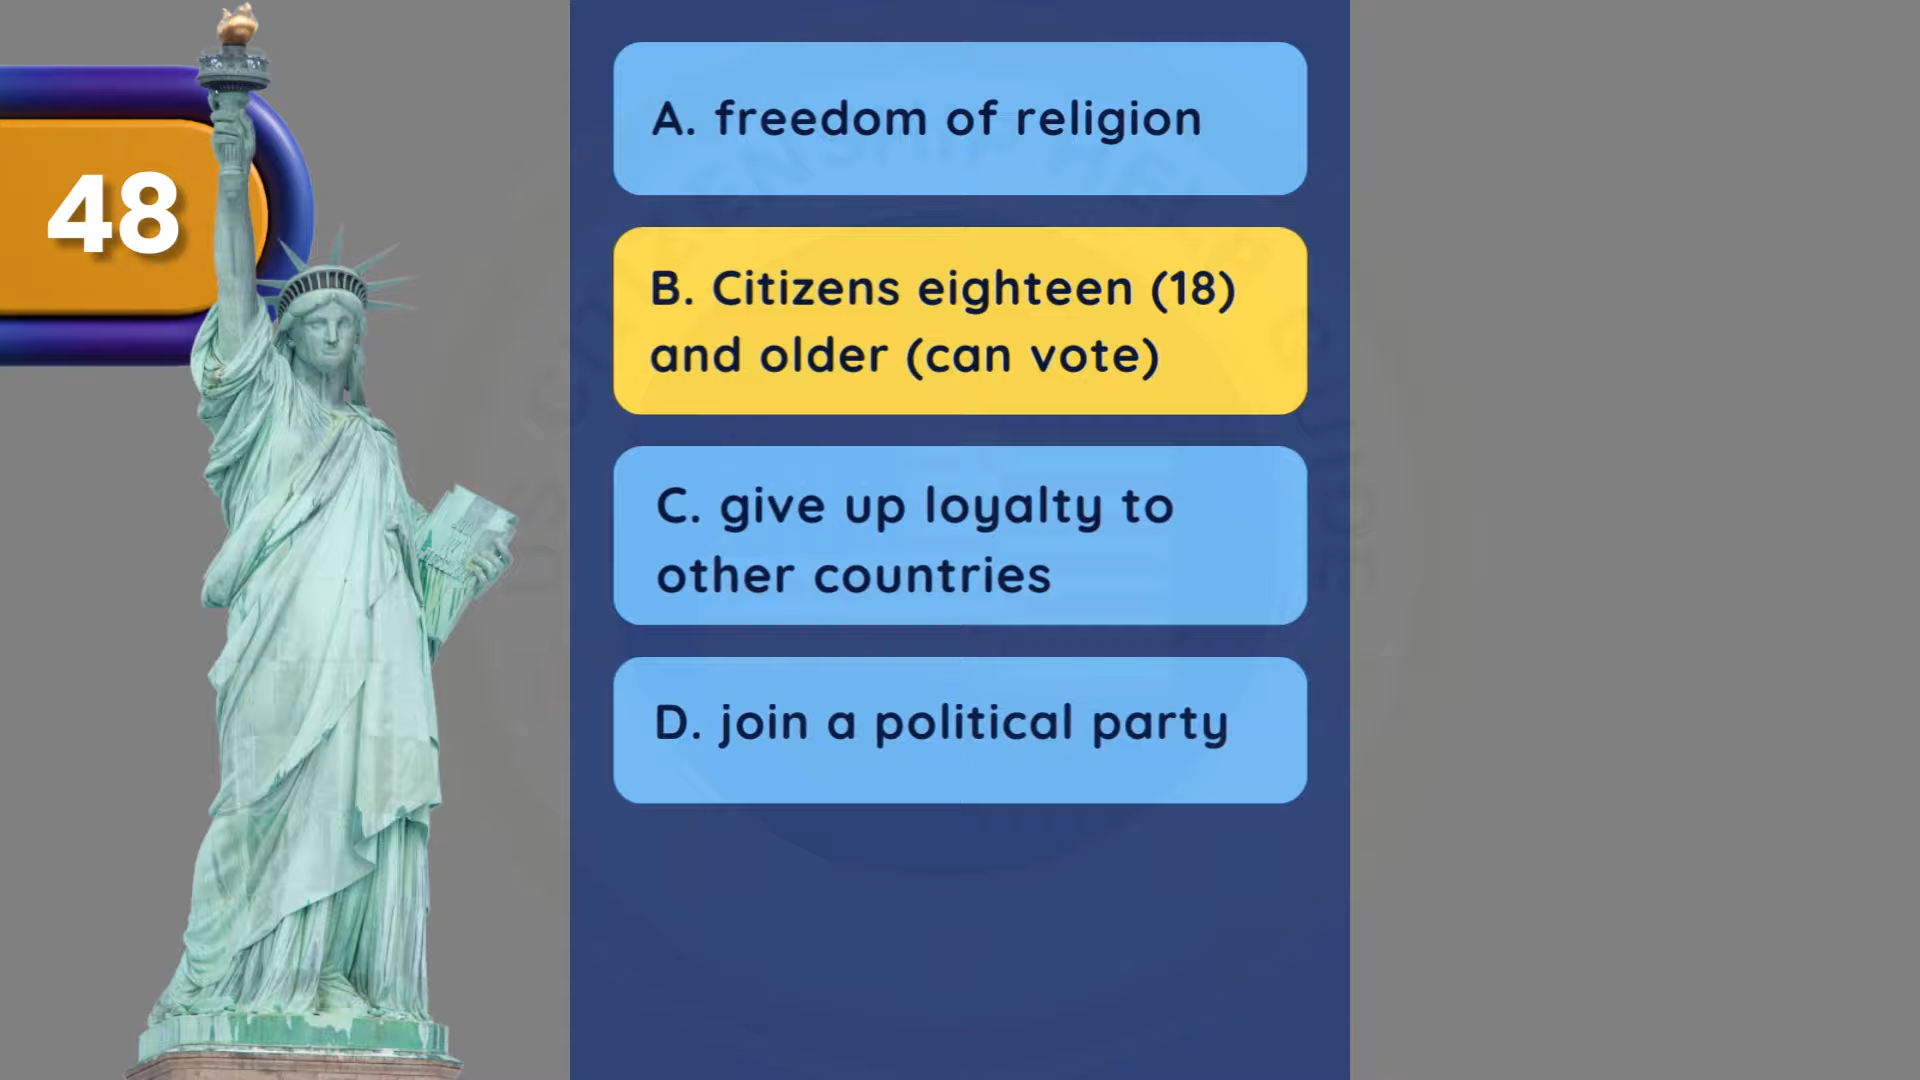 48
A. freedom of religion
B. Citizens eighteen (18)
and older (can vote)
C. give up loyalty to
other countries
D. join a political party